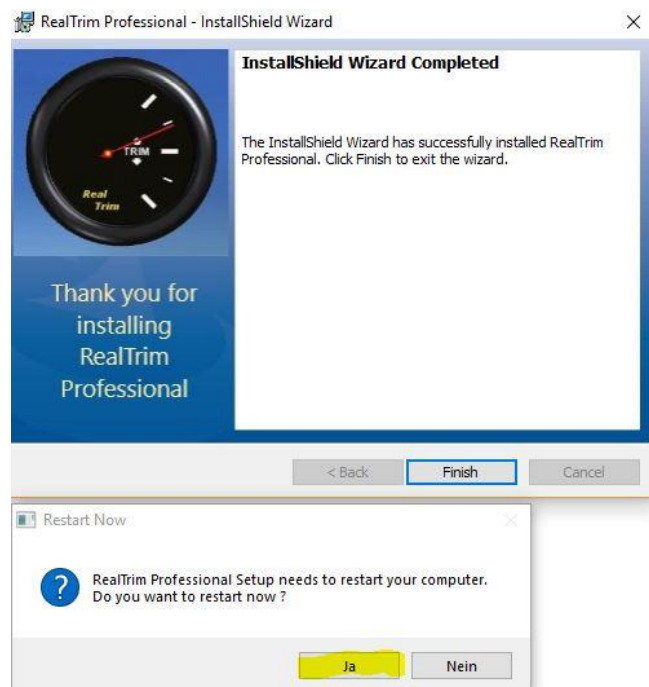 RealTrim Professional - InstallShield Wizard
InstallShield Wizard Completed
The InstallShield Wizard has successfully installed RealTrim
Professional. Click Finish to exit the wizard.
TRIM
Real
Trim
Thank you for
installing
RealTrim
Professional
< Back
Finish
Cancel
Restart Now
RealTrim Professional Setup needs to restart your computer.
Do you want to restart now ?
Ja
Nein